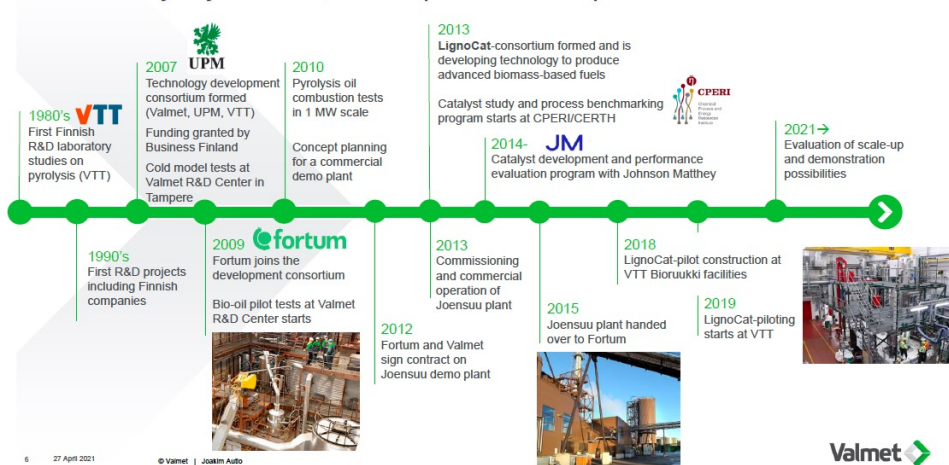 2013
LignoCat-consortium formed and is
developing technology to produce
advanced biomass-based fuels
Catalyst study and process benchmarking
program starts at CPERI/CERTH
CPERI
Chemical
Process and
Energy
Resources
Institute
UPM
2007
Technology development
consortium formed
(Valmet, UPM, VTT)
Funding granted by
Business Finland
Cold model tests at
Valmet R&D Center in
Tampere
2010
Pyrolysis oil
combustion tests
in 1 MW scale
Concept planning
for a commercial
demo plant
1980's VTT
First Finnish
R&D laboratory
studies on
pyrolysis (VTT)
2014- JM
Catalyst development and performance
evaluation program with Johnson Matthey
2021→
Evaluation of scale-up
and demonstration
possibilities
1990's
First R&D projects
including Finnish
companies
2009 fortum
Fortum joins the
development consortium
Bio-oil pilot tests at Valmet
R&D Center starts
2012
Fortum and Valmet
sign contract on
Joensuu demo plant
2013
Commissioning
and commercial
operation of
Joensuu plant
2015
Joensuu plant handed
over to Fortum
2018
LignoCat-pilot construction at
VTT Bioruukki facilities
2019
LignoCat-piloting
starts at VTT
6 27 April 2021 © Valmet | Joakim Autio
Valmet